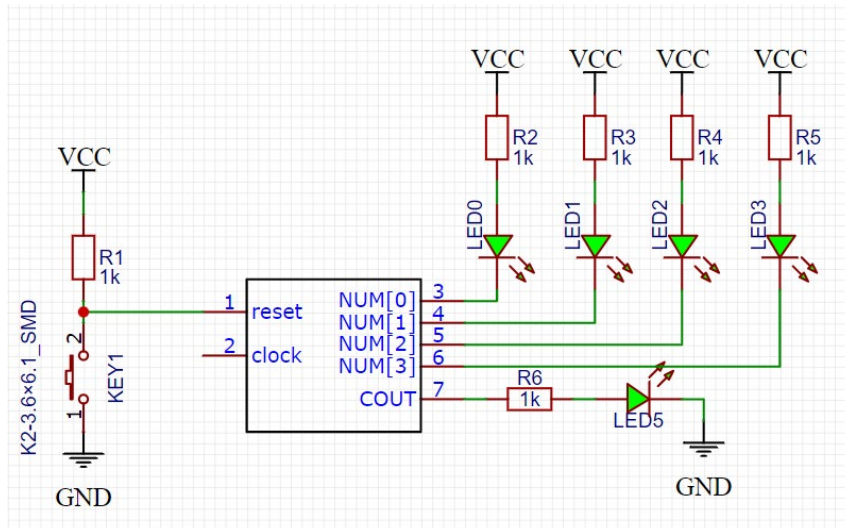 VCC
VCC
VCC
VCC
R2
1k
R3
1k
R4
1k
R5
1k
VCC
LED0
LED1
LED2
LED3
R1
1k
K2-3.6×6.1_SMD
2
1
KEY1
1
reset
2
clock
NUM[0]
3
NUM[1]
4
NUM[2]
5
NUM[3]
6
COUT
7
R6
1k
LED5
GND
GND